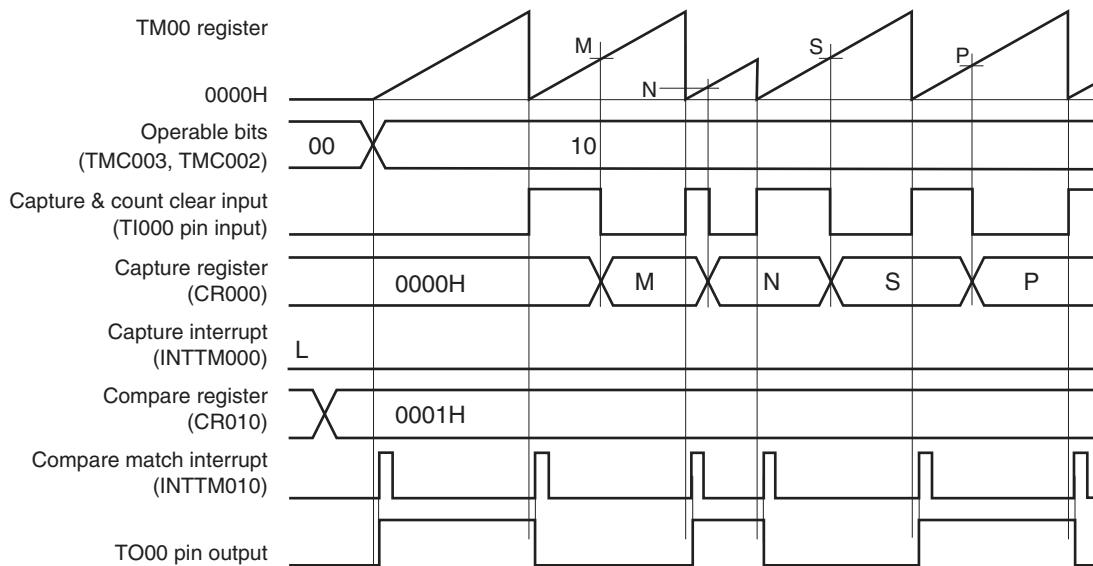 TM00 register
M
S
P
N
0000H
Operable bits
(TMC003, TMC002)
00
10
Capture & count clear input
(TI000 pin input)
Capture register
(CR000)
0000H
M
N
S
P
Capture interrupt
(INTTM000)
L
Compare register
(CR010)
0001H
Compare match interrupt
(INTTM010)
TO00 pin output